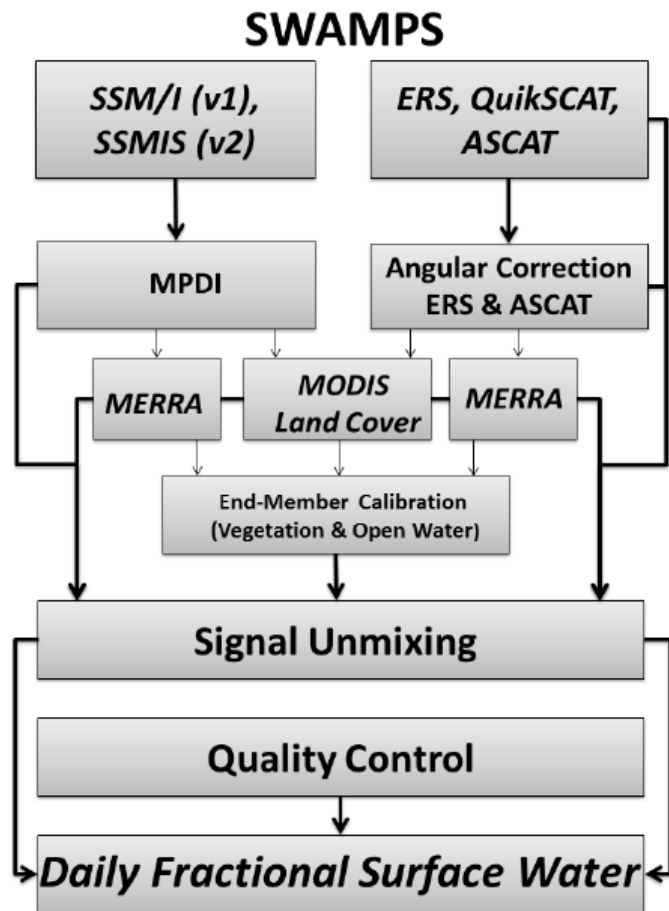 SWAMPS
SSM/I (v1),
SSMIS (v2)
ERS, QuikSCAT,
ASCAT
MPDI
Angular Correction
ERS & ASCAT
MERRA
MODIS
Land Cover
MERRA
End-Member Calibration
(Vegetation & Open Water)
Signal Unmixing
Quality Control
Daily Fractional Surface Water